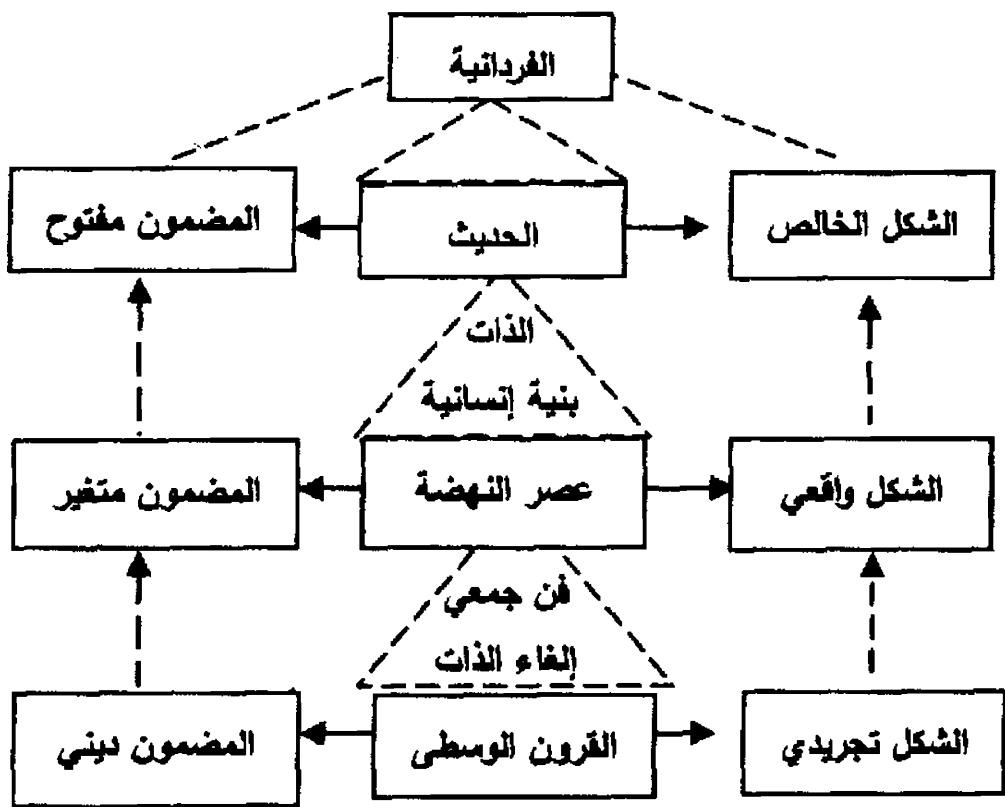 الفردانية
الشكل الخالص
الحديث
المضمون مفتوح
الذات
بنية إنسانية
الشكل واقعي
عصر النهضة
المضمون متغير
فن جمعي
إلغاء الذات
الشكل تجريدي
القرون الوسطى
المضمون ديني